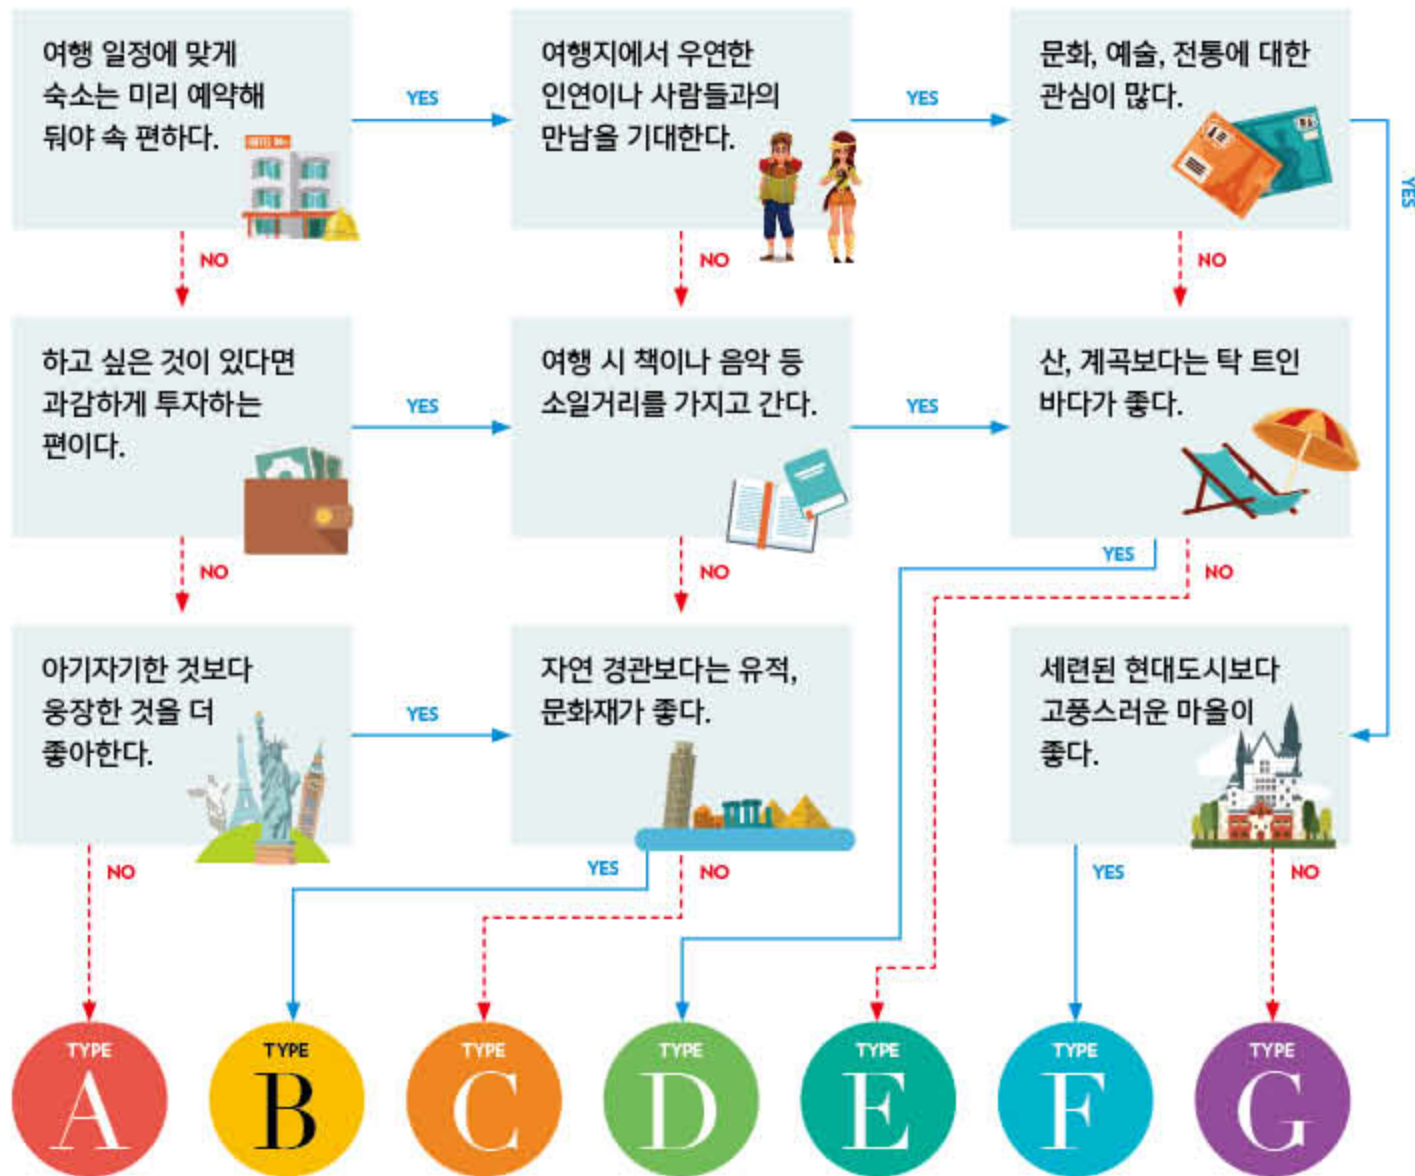 여행 일정에 맞게
숙소는 미리 예약해
둬야 속 편하다.
YES
여행지에서 우연한
인연이나 사람들과의
만남을 기대한다.
YES
문화, 예술, 전통에 대한
관심이 많다.
YES
NO
NO
NO
하고 싶은 것이 있다면
과감하게 투자하는
편이다.
YES
여행 시 책이나 음악 등
소일거리를 가지고 간다.
YES
산, 계곡보다는 탁 트인
바다가 좋다.
NO
NO
YES
NO
아기자기한 것보다
웅장한 것을 더
좋아한다.
YES
자연 경관보다는 유적,
문화재가 좋다.
세련된 현대도시보다
고풍스러운 마을이
좋다.
NO
YES
NO
YES
NO
TYPE
A
TYPE
B
TYPE
C
TYPE
D
TYPE
E
TYPE
F
TYPE
G